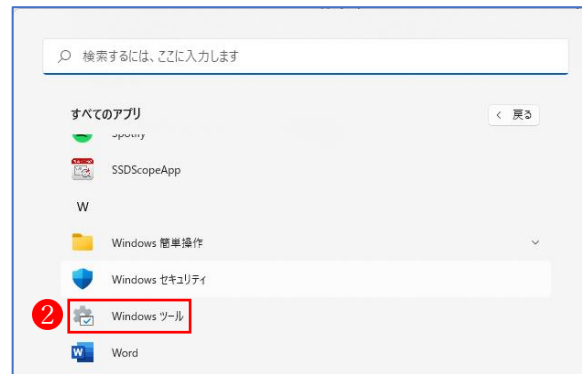 検索するには、ここに入力します
すべてのアプリ
< 戻る
Spotify
SSDScopeApp
W
Windows 簡単操作
Windows セキュリティ
2 Windows ツール
Word